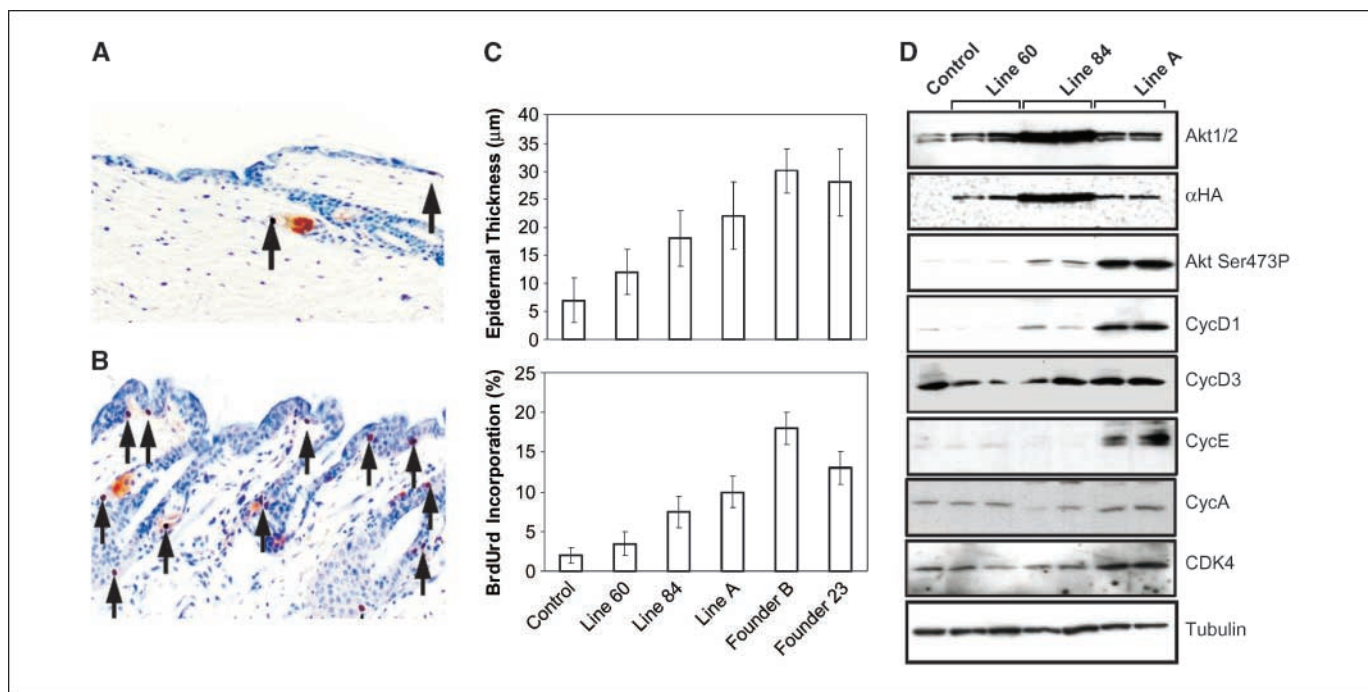 A
B
C
Epidermal Thickness (μm)
40
35
30
25
20
15
10
5
0
BrdUrd Incorporation (%)
25
20
15
10
5
0
Control
Line 60
Line 84
Line A
Founder B
Founder 23
D
Control
Line 60
Line 84
Line A
Akt1/2
αHA
Akt Ser473P
CycD1
CycD3
CycE
CycA
CDK4
Tubulin